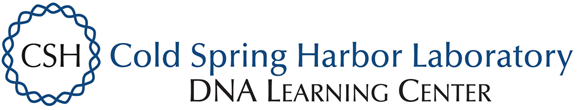 CSH
Cold Spring Harbor Laboratory
DNA LEARNING CENTER